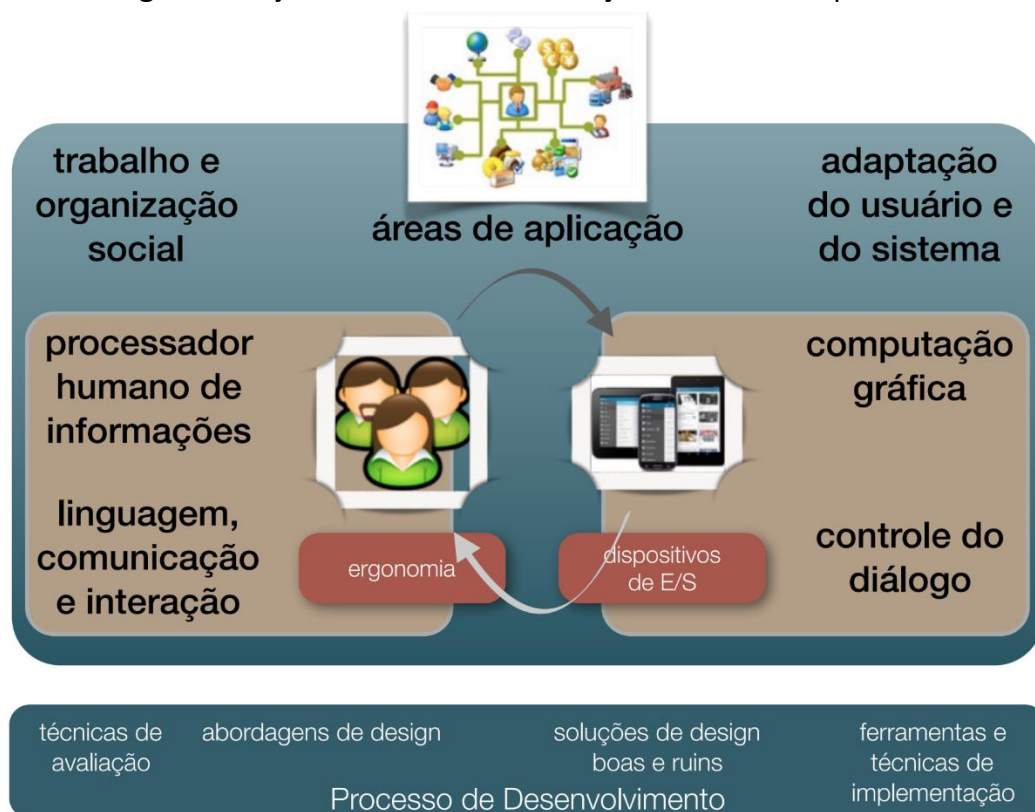 trabalho e
organização
social
áreas de aplicação
adaptação
do usuário e
do sistema
processador
humano de
informações
linguagem,
comunicação
e interação
ergonomia
dispositivos
de E/S
computação
gráfica
controle do
diálogo
técnicas de
avaliação
abordagens de design
soluções de design
boas e ruins
ferramentas e
técnicas de
implementação
Processo de Desenvolvimento